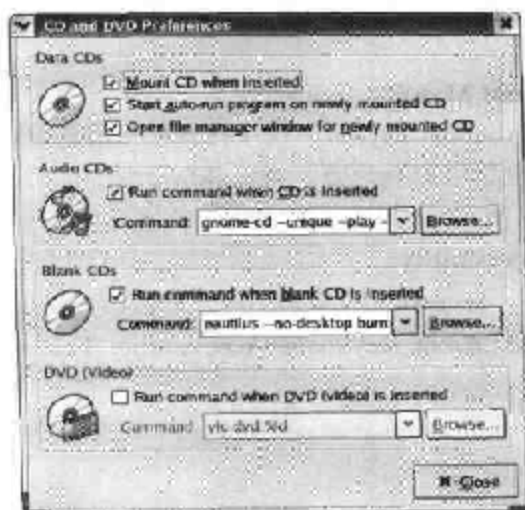 CD and DVD Preferences
Data CDs
Mount CD when inserted
Start auto-run program on newly mounted CD
Open file manager window for newly mounted CD
Audio CDs
Run command when CD is inserted
Command: gnome-cd --unique --play - Browse...
Blank CDs
Run command when blank CD is inserted
Command: nautilus --no-desktop burn Browse...
DVD (Video)
Run command when DVD (video) is inserted
Command Browse...
Close